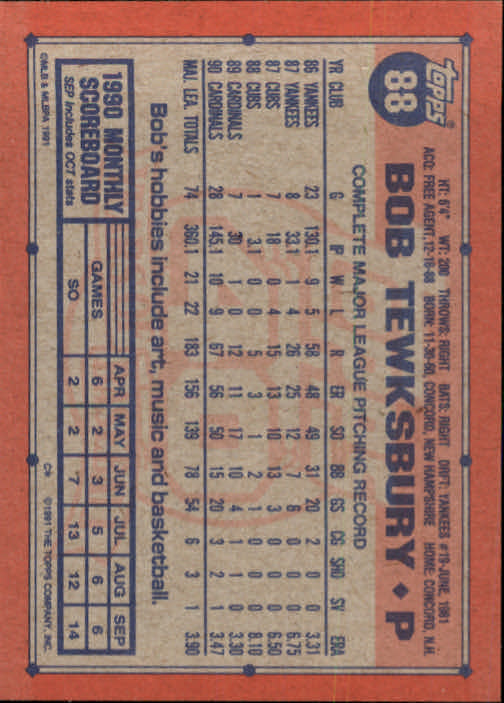 TOPPS®
88
BOB TEWKSBURY • P
HT: 6'4" WT: 200 THROWS: RIGHT BATS: RIGHT DRFT: YANKEES #19-JUNE, 1981
ACQ: FREE AGENT, 12-16-88 BORN: 11-30-60, CONCORD, NEW HAMPSHIRE HOME: CONCORD, N.H.
COMPLETE MAJOR LEAGUE PITCHING RECORD
YR CLUB G IP W L R ER SO BB GS CG SHO SV ERA
86 YANKEES 23 130.1 9 5 58 48 49 31 20 2 0 0 3.31
87 YANKEES 8 33.1 1 4 26 25 12 7 6 0 0 0 6.75
87 CUBS 7 18 0 4 15 13 10 13 3 0 0 0 6.50
88 CUBS 1 3.1 0 0 5 3 1 2 1 0 0 0 8.10
89 CARDINALS 7 30 1 0 12 11 17 10 4 1 1 0 3.30
90 CARDINALS 28 145.1 10 9 67 56 50 15 20 3 2 1 3.47
MAJ. LEA. TOTALS 74 360.1 21 22 183 156 139 78 54 6 3 1 3.90
Bob's hobbies include art, music and basketball.
1990 MONTHLY SCOREBOARD
SEP includes OCT stats
APR MAY JUN JUL AUG SEP
GAMES 6 2 3 5 6 6
SO 2 2 7 13 12 14
©MLB & MLBPA 1991
C* ©1991 THE TOPPS COMPANY, INC.